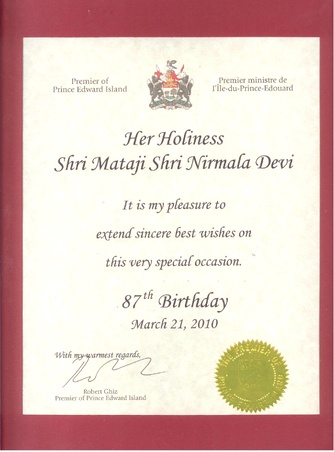 Premier of
Prince Edward Island
Premier ministre de
l'Île-du-Prince-Édouard
Her Holiness
Shri Mataji Shri Nirmala Devi
It is my pleasure to
extend sincere best wishes on
this very special occasion.
87th Birthday
March 21, 2010
With my warmest regards,
Robert Ghiz
Premier of Prince Edward Island